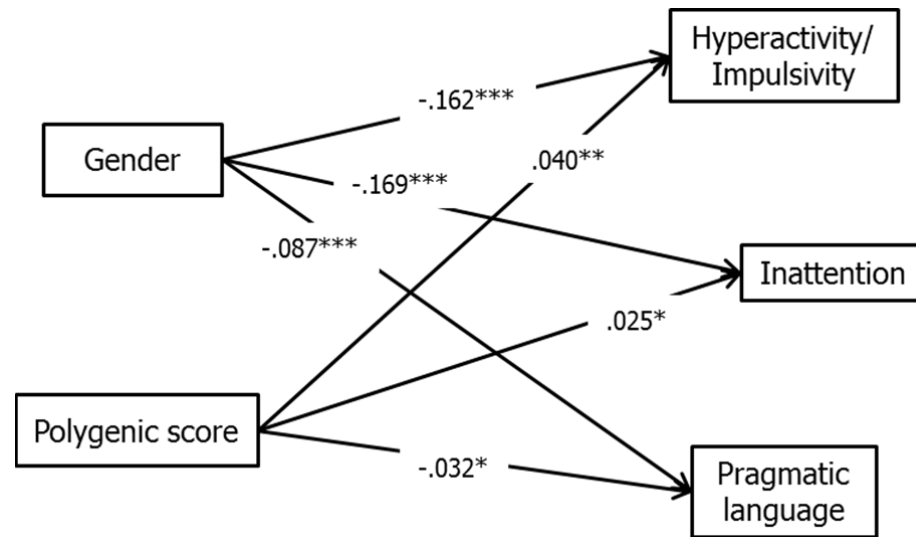 Hyperactivity/
Impulsivity
-.162***
Gender
.040**
-.169***
-.087***
Inattention
.025*
Polygenic score
-.032*
Pragmatic
language